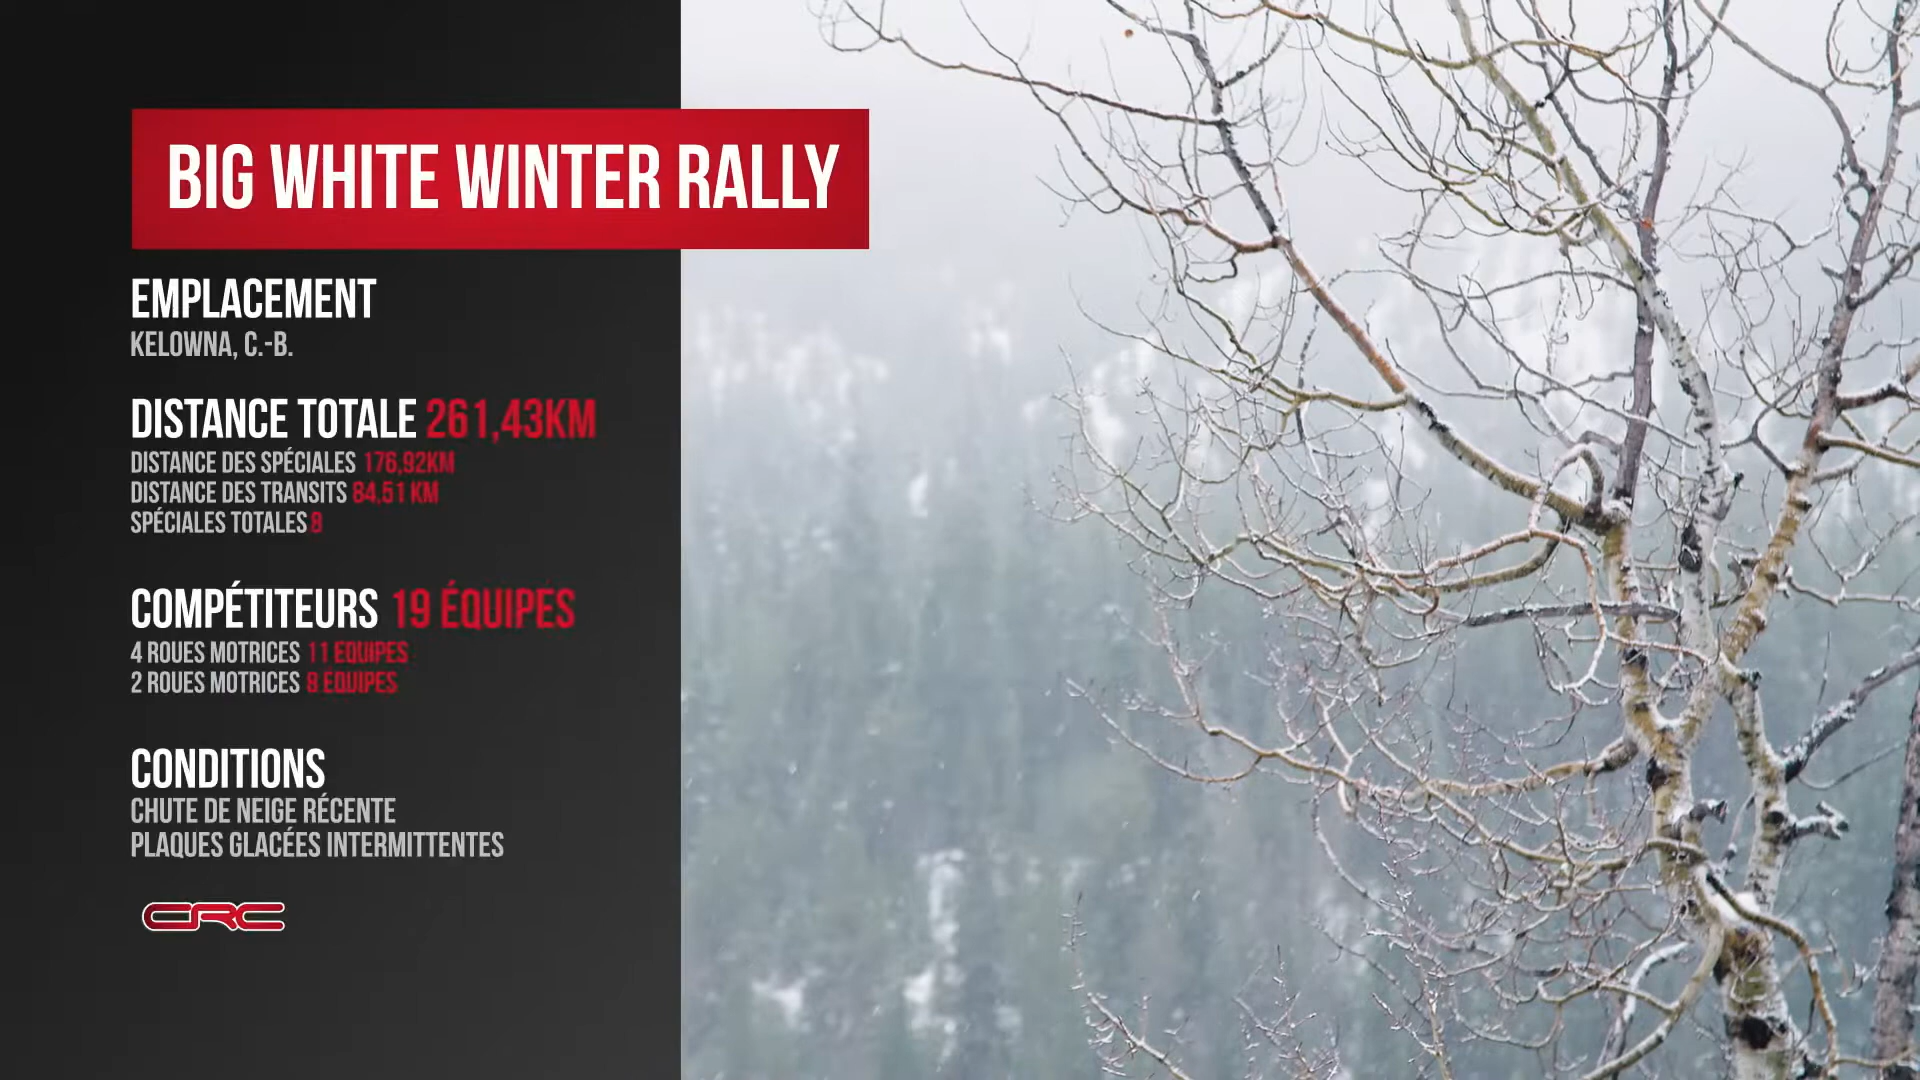 BIG WHITE WINTER RALLY
EMPLACEMENT
KELOWNA, C.-B.
DISTANCE TOTALE 261,43KM
DISTANCE DES SPÉCIALES 176,92KM
DISTANCE DES TRANSITS 84,51 KM
SPÉCIALES TOTALES 8
COMPÉTITEURS 19 ÉQUIPES
4 ROUES MOTRICES 11 ÉQUIPES
2 ROUES MOTRICES 8 ÉQUIPES
CONDITIONS
CHUTE DE NEIGE RÉCENTE
PLAQUES GLACÉES INTERMITTENTES
CRC